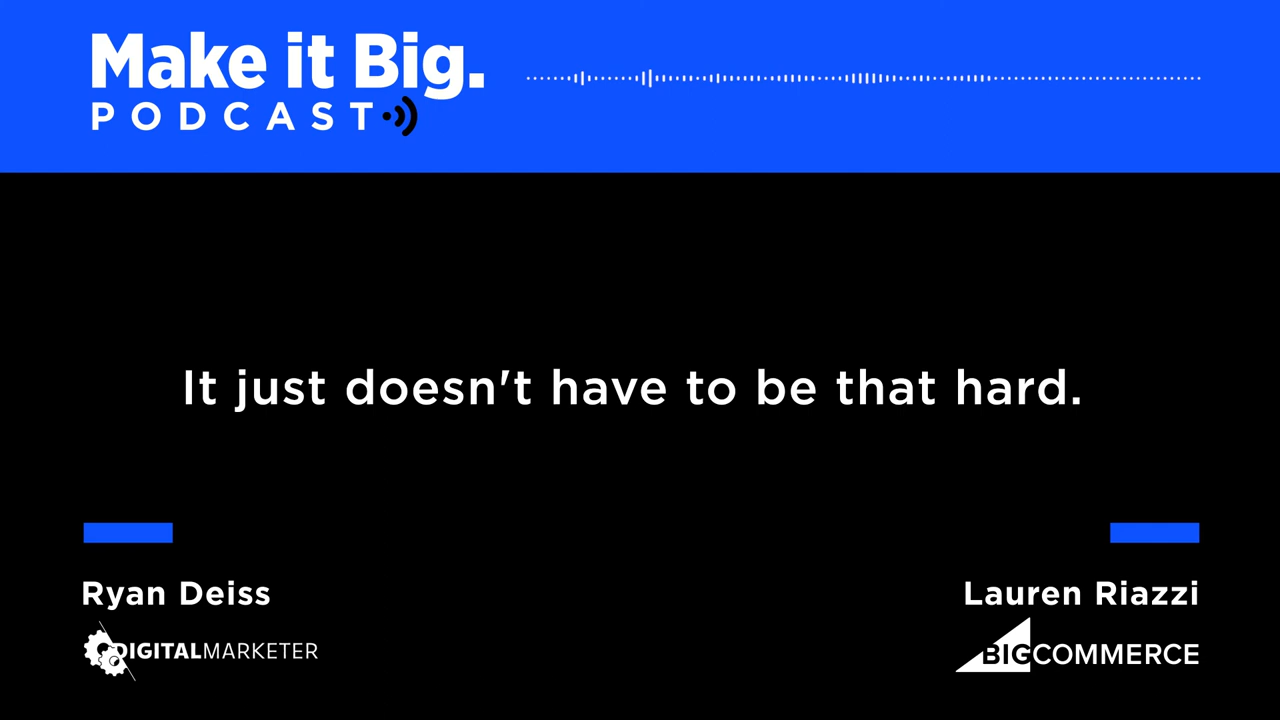 Make it Big.
PODCAST
It just doesn't have to be that hard.
Ryan Deiss
Lauren Riazzi
DIGITALMARKETER
BIGCOMMERCE